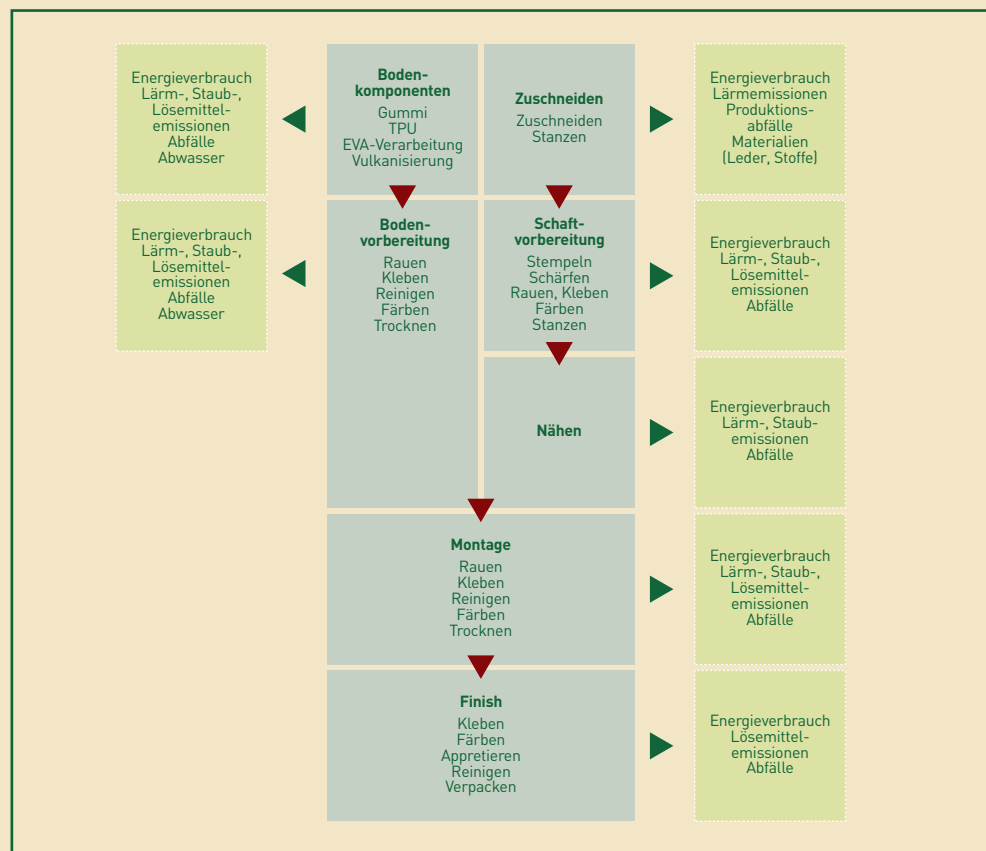 Energieverbrauch
Lärm-, Staub-,
Lösemittel-
emissionen
Abfälle
Abwasser
Boden-
komponenten
Gummi
TPU
EVA-Verarbeitung
Vulkanisierung
Zuschneiden
Zuschneiden
Stanzen
Energieverbrauch
Lärmemissionen
Produktions-
abfälle
Materialien
(Leder, Stoffe)
Energieverbrauch
Lärm-, Staub-,
Lösemittel-
emissionen
Abfälle
Abwasser
Boden-
vorbereitung
Rauen
Kleben
Reinigen
Färben
Trocknen
Schaft-
vorbereitung
Stempeln
Schärfen
Rauen, Kleben
Färben
Stanzen
Energieverbrauch
Lärm-, Staub-,
Lösemittel-
emissionen
Abfälle
Nähen
Energieverbrauch
Lärm-, Staub-
emissionen
Abfälle
Montage
Rauen
Kleben
Reinigen
Färben
Trocknen
Energieverbrauch
Lärm-, Staub-,
Lösemittel-
emissionen
Abfälle
Finish
Kleben
Färben
Appretieren
Reinigen
Verpacken
Energieverbrauch
Lösemittel-
emissionen
Abfälle